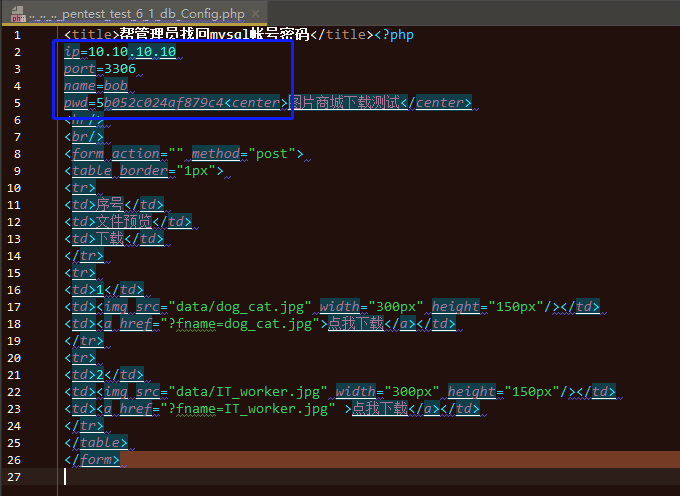 .. .. .. pentest test 6 1 db Config.php ×
1 <title>帮管理员找回mysql帐号密码</title><?php
2 ip=10.10.10.10
3 port=3306
4 name=bob
5 pwd=5b052c024af879c4<center>图片商城下载测试</center>
6 <hr/>
7 <br/>
8 <form action="" method="post">
9 <table border="1px">
10 <tr>
11 <td>序号</td>
12 <td>文件预览</td>
13 <td>下载</td>
14 </tr>
15 <tr>
16 <td>1</td>
17 <td><img src="data/dog_cat.jpg" width="300px" height="150px"/></td>
18 <td><a href="?fname=dog_cat.jpg">点我下载</a></td>
19 </tr>
20 <tr>
21 <td>2</td>
22 <td><img src="data/IT_worker.jpg" width="300px" height="150px"/></td>
23 <td><a href="?fname=IT_worker.jpg" >点我下载</a></td>
24 </tr>
25 </table>
26 </form>
27